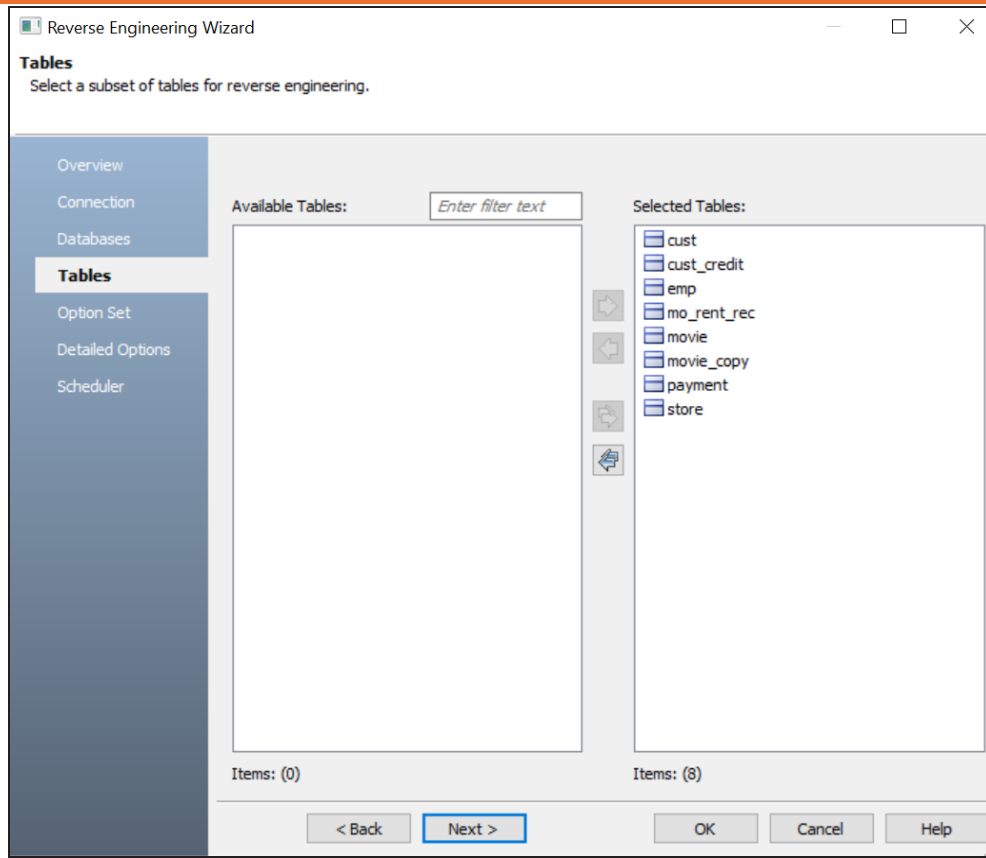 Reverse Engineering Wizard
Tables
Select a subset of tables for reverse engineering.
Overview
Connection
Databases
Tables
Option Set
Detailed Options
Scheduler
Available Tables:
Enter filter text
Items: (0)
Selected Tables:
cust
cust_credit
emp
mo_rent_rec
movie
movie_copy
payment
store
Items: (8)
< Back
Next >
OK
Cancel
Help